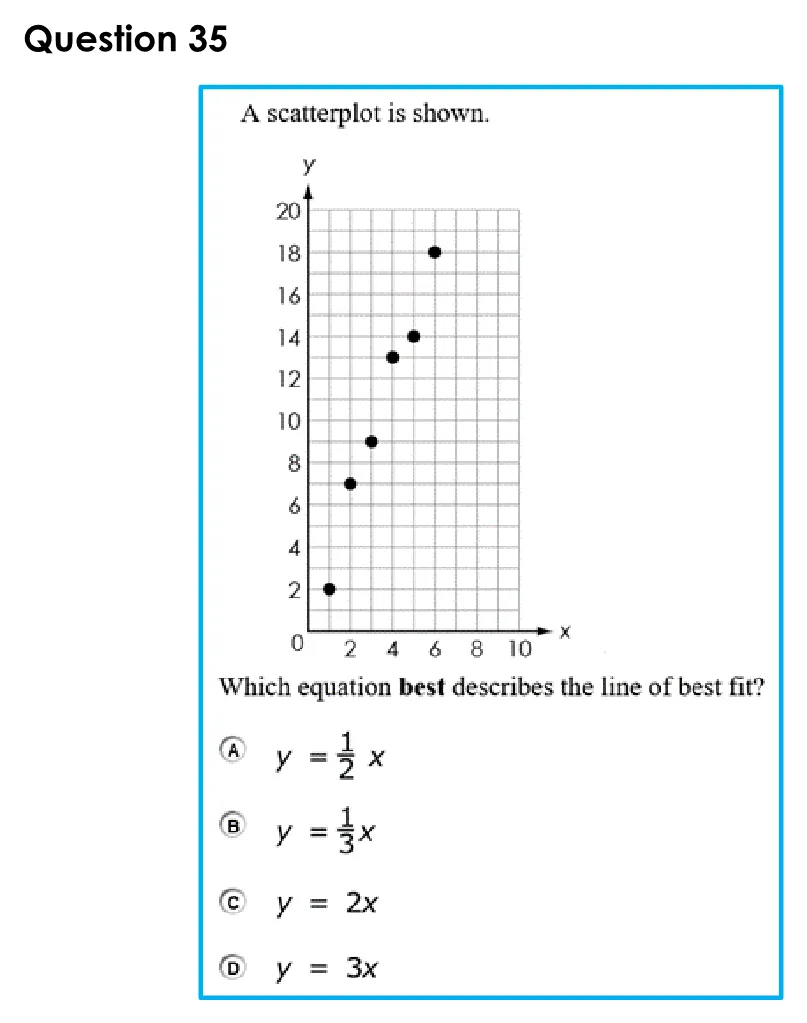 Question 35
A scatterplot is shown.
y
20
18
16
14
12
10
8
6
4
2
0
2 4 6 8 10 x
Which equation best describes the line of best fit?
A y = 1/2 x
B y = 1/3 x
C y = 2x
D y = 3x